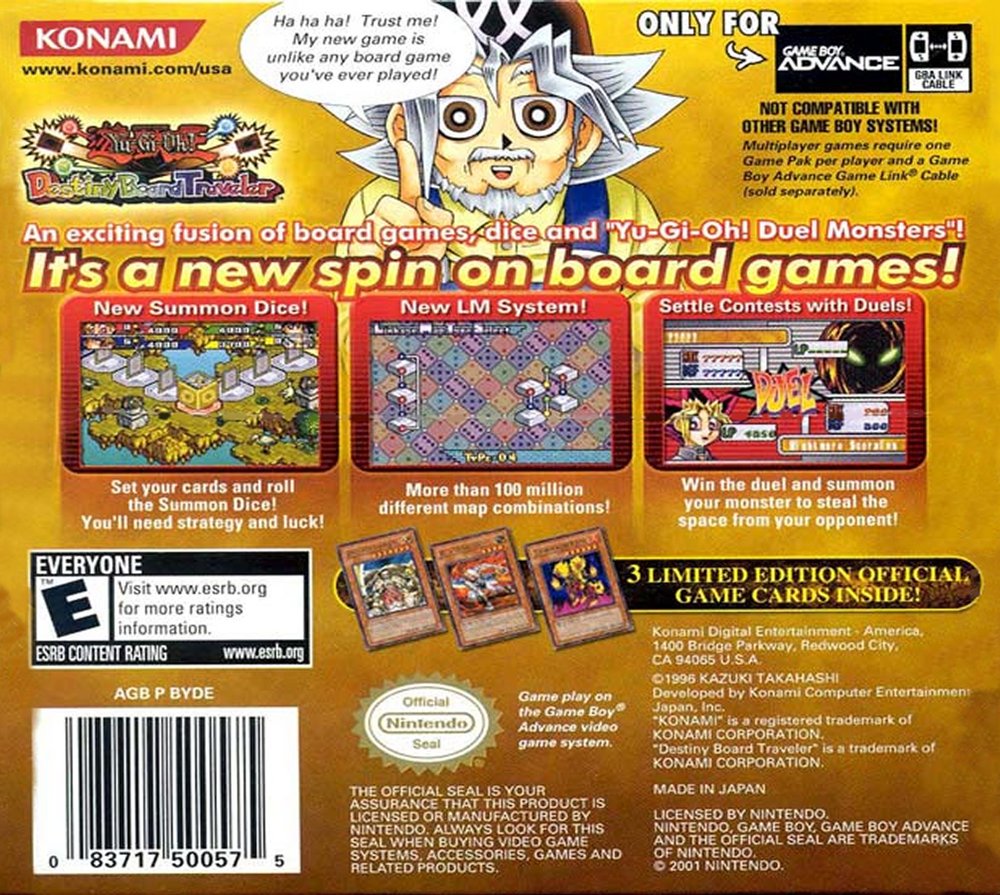 KONAMI
www.konami.com/usa
Ha ha ha! Trust me!
My new game is
unlike any board game
you've ever played!
ONLY FOR
GAME BOY
ADVANCE
GBA LINK
CABLE
NOT COMPATIBLE WITH
OTHER GAME BOY SYSTEMS!
Multiplayer games require one
Game Pak per player and a Game
Boy Advance Game Link® Cable
(sold separately).
Yu-Gi-Oh!
Destiny Board Traveler
An exciting fusion of board games, dice and "Yu-Gi-Oh! Duel Monsters"!
It's a new spin on board games!
New Summon Dice!
Set your cards and roll
the Summon Dice!
You'll need strategy and luck!
New LM System!
TyPe: 04
More than 100 million
different map combinations!
Settle Contests with Duels!
LP
DUEL
LP 4050
Win the duel and summon
your monster to steal the
space from your opponent!
EVERYONE
E
TM
Visit www.esrb.org
for more ratings
information.
ESRB CONTENT RATING www.esrb.org
3 LIMITED EDITION OFFICIAL
GAME CARDS INSIDE!
AGB P BYDE
0 83717 50057 5
Official
Nintendo
Seal
Game play on
the Game Boy®
Advance video
game system.
THE OFFICIAL SEAL IS YOUR
ASSURANCE THAT THIS PRODUCT IS
LICENSED OR MANUFACTURED BY
NINTENDO. ALWAYS LOOK FOR THIS
SEAL WHEN BUYING VIDEO GAME
SYSTEMS, ACCESSORIES, GAMES AND
RELATED PRODUCTS.
Konami Digital Entertainment - America,
1400 Bridge Parkway, Redwood City,
CA 94065 U.S.A.
©1996 KAZUKI TAKAHASHI
Developed by Konami Computer Entertainment
Japan, Inc.
"KONAMI" is a registered trademark of
KONAMI CORPORATION.
"Destiny Board Traveler" is a trademark of
KONAMI CORPORATION.
MADE IN JAPAN
LICENSED BY NINTENDO.
NINTENDO, GAME BOY, GAME BOY ADVANCE
AND THE OFFICIAL SEAL ARE TRADEMARKS
OF NINTENDO.
© 2001 NINTENDO.